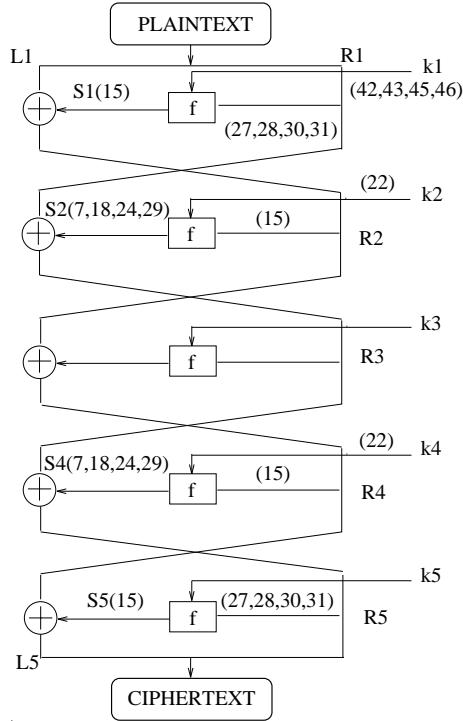 PLAINTEXT
L1 R1
S1(15) f k1
(42,43,45,46)
(27,28,30,31)
(22)
S2(7,18,24,29) f (15) k2
R2
k3
f R3
(22)
S4(7,18,24,29) f (15) k4
R4
k5
S5(15) f (27,28,30,31)
R5
L5
CIPHERTEXT